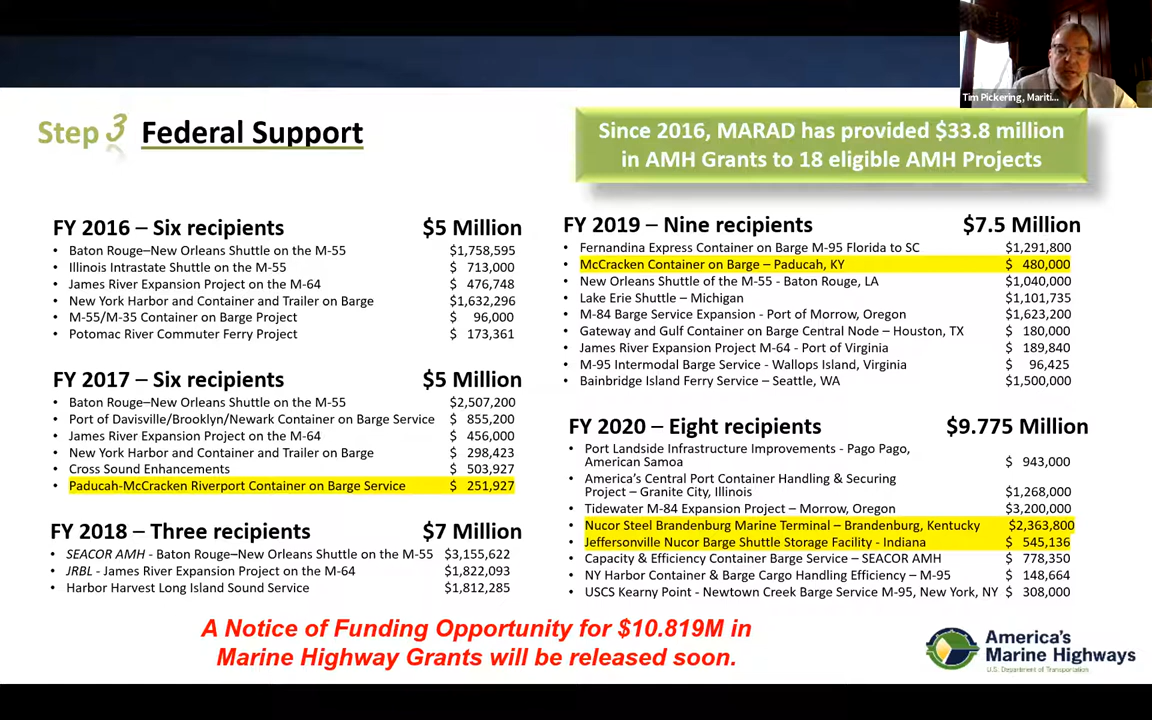 Tim Pickering, Mariti...
Step 3 Federal Support
Since 2016, MARAD has provided $33.8 million
in AMH Grants to 18 eligible AMH Projects
FY 2016 – Six recipients $5 Million
• Baton Rouge–New Orleans Shuttle on the M-55 $1,758,595
• Illinois Intrastate Shuttle on the M-55 $ 713,000
• James River Expansion Project on the M-64 $ 476,748
• New York Harbor and Container and Trailer on Barge $1,632,296
• M-55/M-35 Container on Barge Project $ 96,000
• Potomac River Commuter Ferry Project $ 173,361
FY 2017 – Six recipients $5 Million
• Baton Rouge–New Orleans Shuttle on the M-55 $2,507,200
• Port of Davisville/Brooklyn/Newark Container on Barge Service $ 855,200
• James River Expansion Project on the M-64 $ 456,000
• New York Harbor and Container and Trailer on Barge $ 298,423
• Cross Sound Enhancements $ 503,927
• Paducah-McCracken Riverport Container on Barge Service $ 251,927
FY 2018 – Three recipients $7 Million
• SEACOR AMH - Baton Rouge–New Orleans Shuttle on the M-55 $3,155,622
• JRBL - James River Expansion Project on the M-64 $1,822,093
• Harbor Harvest Long Island Sound Service $1,812,285
FY 2019 – Nine recipients $7.5 Million
• Fernandina Express Container on Barge M-95 Florida to SC $1,291,800
• McCracken Container on Barge – Paducah, KY $ 480,000
• New Orleans Shuttle of the M-55 - Baton Rouge, LA $1,040,000
• Lake Erie Shuttle – Michigan $1,101,735
• M-84 Barge Service Expansion - Port of Morrow, Oregon $1,623,200
• Gateway and Gulf Container on Barge Central Node – Houston, TX $ 180,000
• James River Expansion Project M-64 - Port of Virginia $ 189,840
• M-95 Intermodal Barge Service - Wallops Island, Virginia $ 96,425
• Bainbridge Island Ferry Service – Seattle, WA $1,500,000
FY 2020 – Eight recipients $9.775 Million
• Port Landside Infrastructure Improvements - Pago Pago,
American Samoa $ 943,000
• America's Central Port Container Handling & Securing
Project – Granite City, Illinois $1,268,000
• Tidewater M-84 Expansion Project – Morrow, Oregon $3,200,000
• Nucor Steel Brandenburg Marine Terminal – Brandenburg, Kentucky $2,363,800
• Jeffersonville Nucor Barge Shuttle Storage Facility - Indiana $ 545,136
• Capacity & Efficiency Container Barge Service – SEACOR AMH $ 778,350
• NY Harbor Container & Barge Cargo Handling Efficiency – M-95 $ 148,664
• USCS Kearny Point - Newtown Creek Barge Service M-95, New York, NY $ 308,000
A Notice of Funding Opportunity for $10.819M in
Marine Highway Grants will be released soon.
America's
Marine Highways
U.S. Department of Transportation